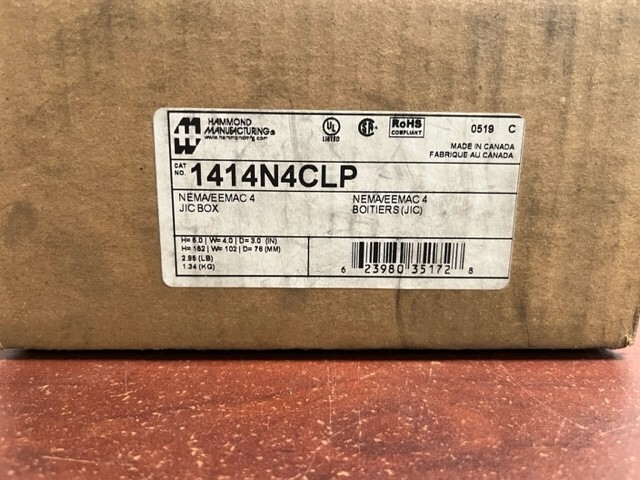 HAMMOND
MANUFACTURING®
www.hammondmfg.com
UL
LISTED
RoHS
COMPLIANT
0519 C
MADE IN CANADA
FABRIQUE AU CANADA
CAT
NO. 1414N4CLP
NEMA/EEMAC 4
JIC BOX
NEMA/EEMAC 4
BOITIERS (JIC)
H= 6.0 | W= 4.0 | D= 3.0 (IN)
H= 152 | W= 102 | D= 76 (MM)
2.95 (LB)
1.34 (KG)
6 23980 35172 8